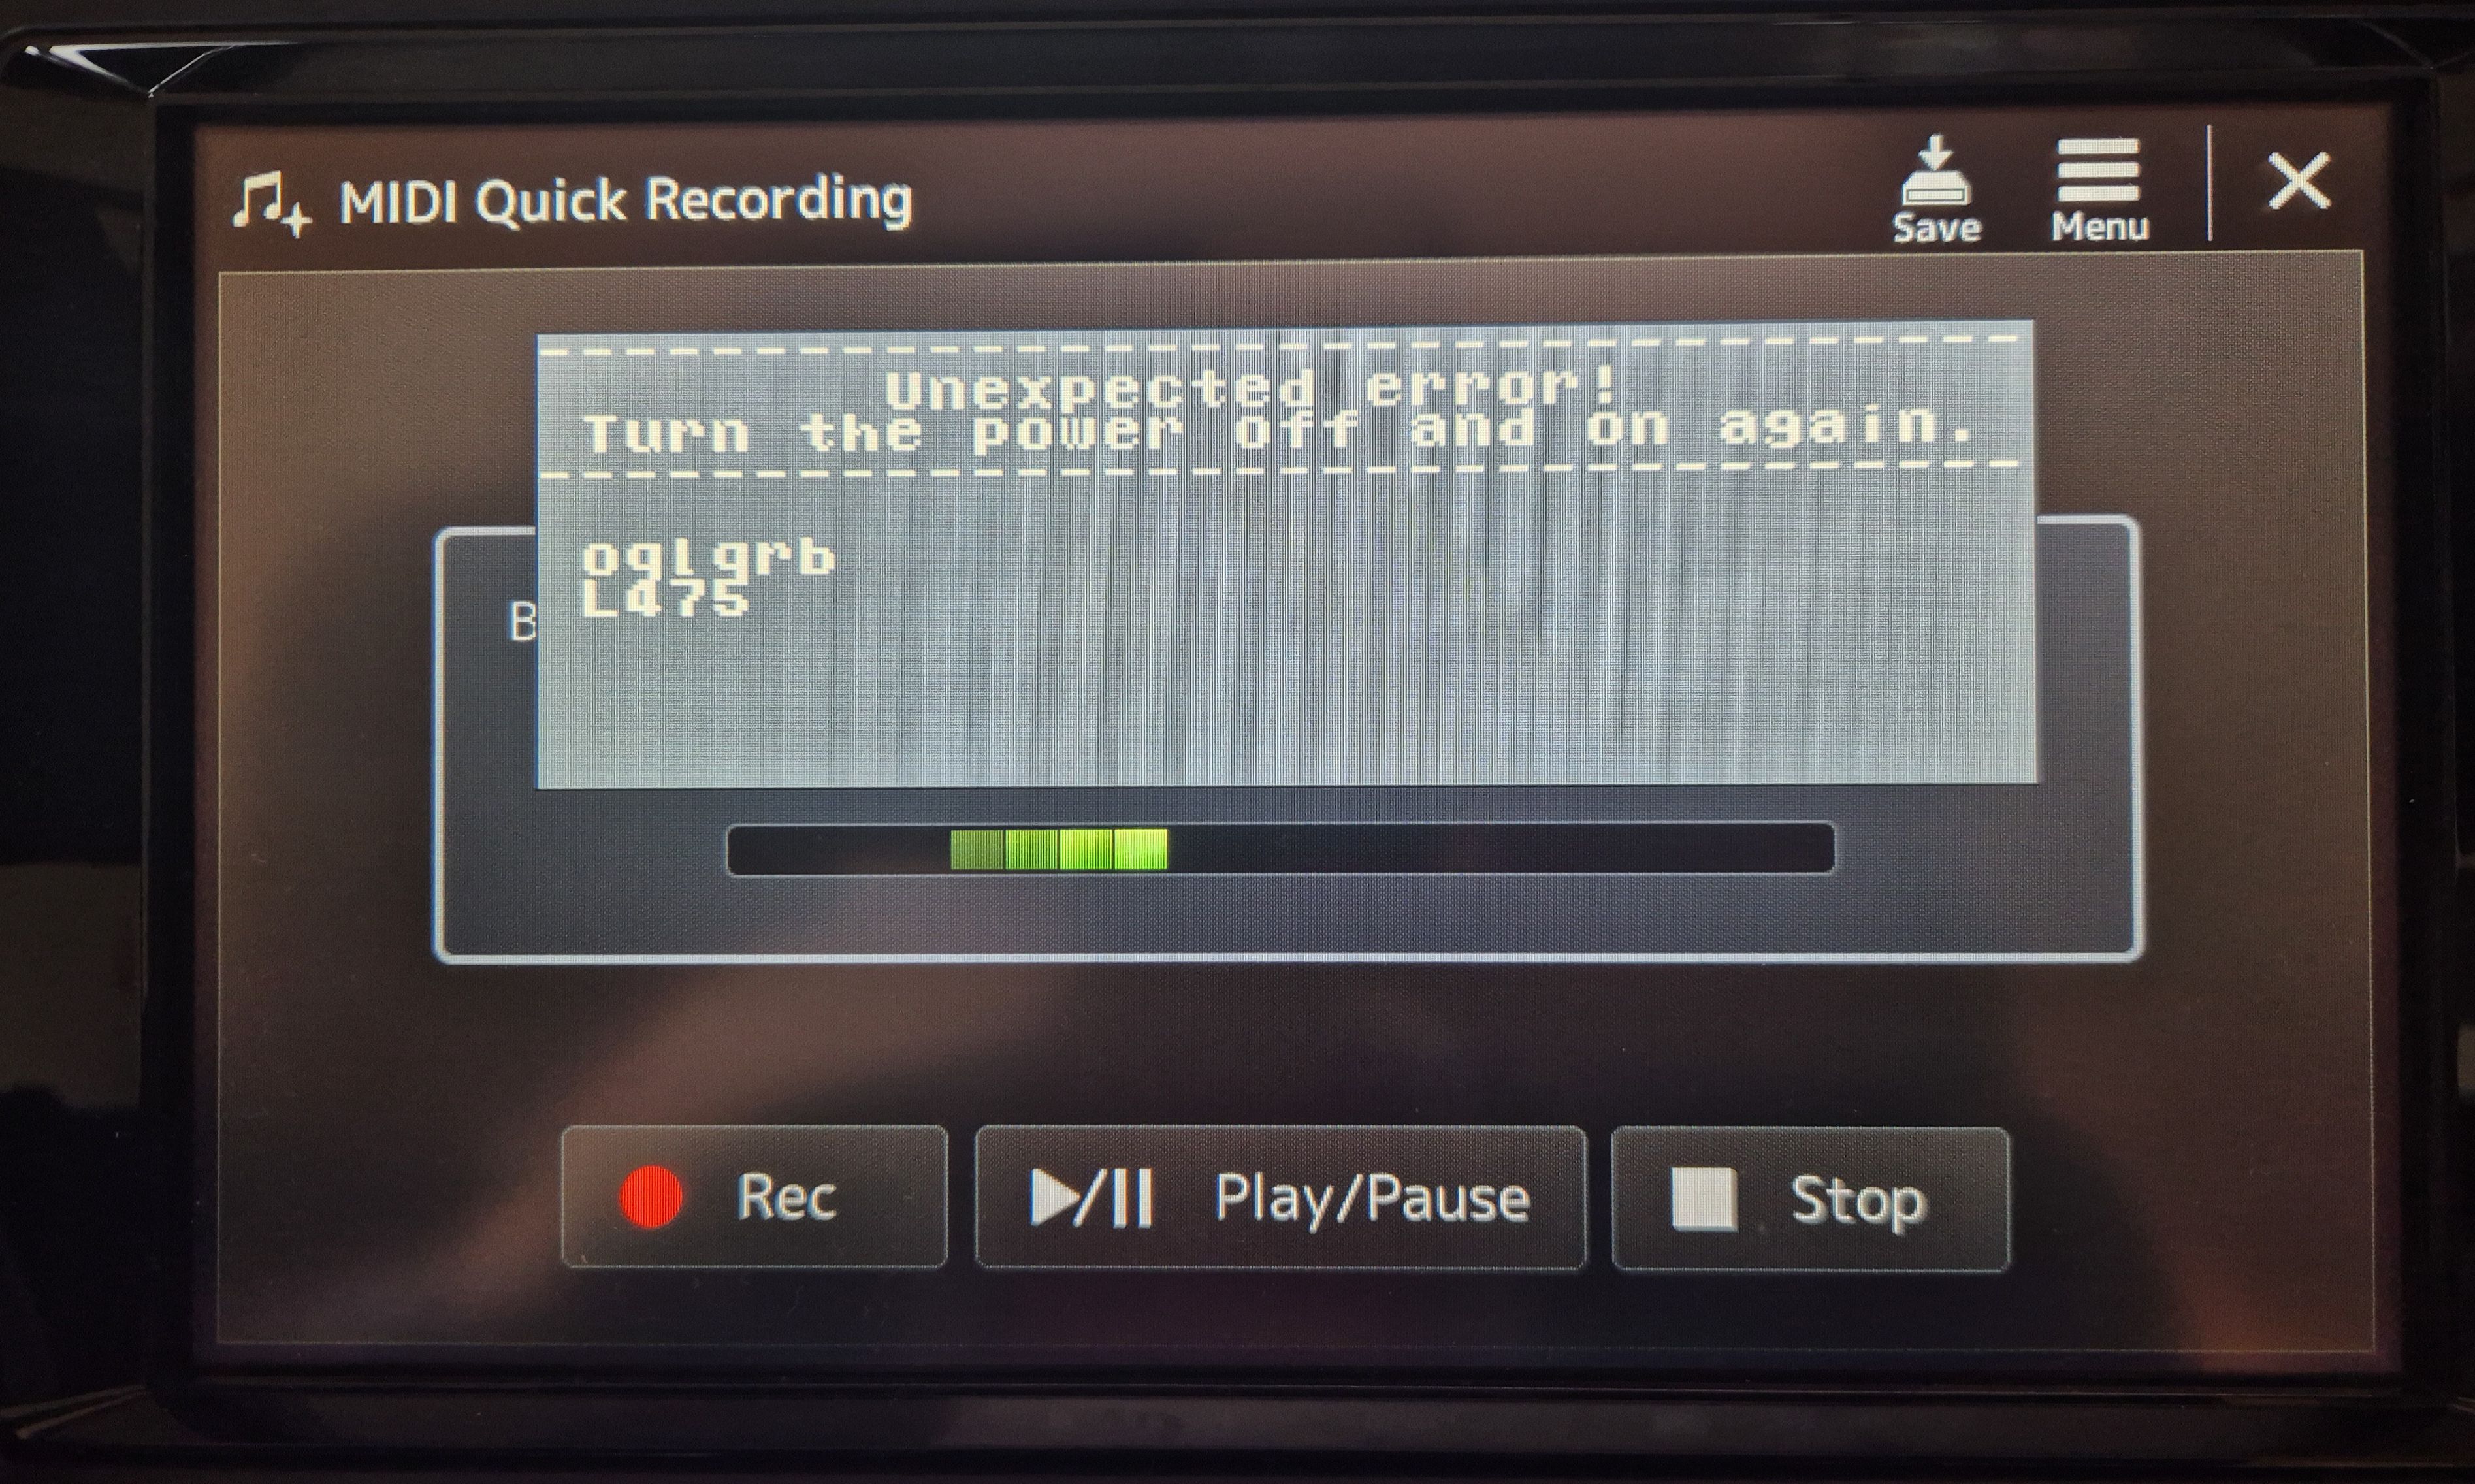 MIDI Quick Recording
Save
Menu
Unexpected error!
Turn the power off and on again.
oglgrb
L475
B
Rec
Play/Pause
Stop